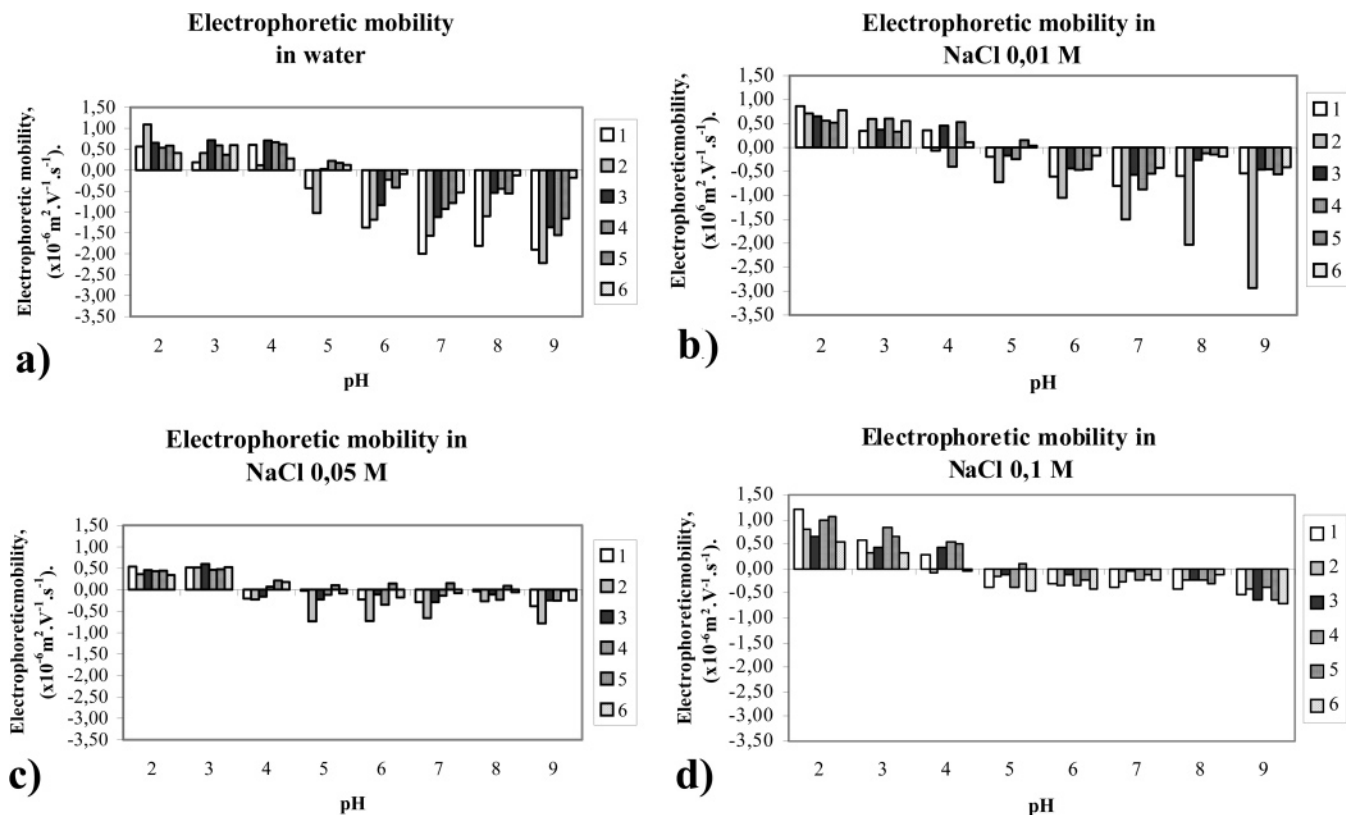 a)
Electrophoretic mobility
in water
Electrophoretic mobility,
(x10⁻⁶m².V⁻¹.s⁻¹).
1,50
1,00
0,50
0,00
-0,50
-1,00
-1,50
-2,00
-2,50
-3,00
-3,50
2 3 4 5 6 7 8 9
pH
1
2
3
4
5
6
b)
Electrophoretic mobility in
NaCl 0,01 M
Electrophoreticmobility,
(x10⁶m².V⁻¹.s⁻¹).
1,50
1,00
0,50
0,00
-0,50
-1,00
-1,50
-2,00
-2,50
-3,00
-3,50
2 3 4 5 6 7 8 9
pH
1
2
3
4
5
6
c)
Electrophoretic mobility in
NaCl 0,05 M
Electrophoreticmobility,
(x10⁻⁶m².V⁻¹.s⁻¹).
1,50
1,00
0,50
0,00
-0,50
-1,00
-1,50
-2,00
-2,50
-3,00
-3,50
2 3 4 5 6 7 8 9
pH
1
2
3
4
5
6
d)
Electrophoretic mobility in
NaCl 0,1 M
Electrophoreticmobility,
(x10⁻⁶m².V⁻¹.s⁻¹).
1,50
1,00
0,50
0,00
-0,50
-1,00
-1,50
-2,00
-2,50
-3,00
-3,50
2 3 4 5 6 7 8 9
pH
1
2
3
4
5
6